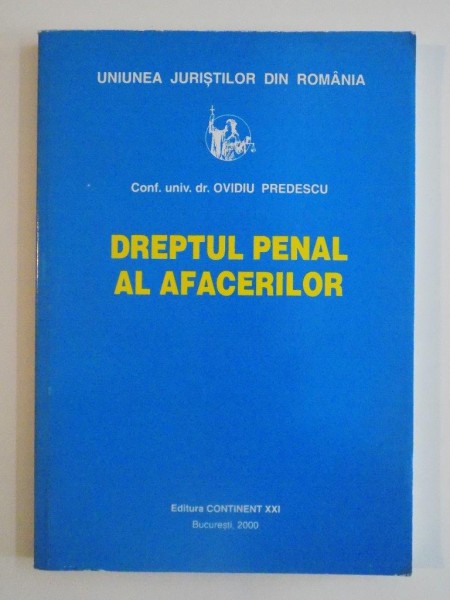 UNIUNEA JURIŞTILOR DIN ROMÂNIA
Conf. univ. dr. OVIDIU PREDESCU
DREPTUL PENAL
AL AFACERILOR
Editura CONTINENT XXI
Bucureşti, 2000